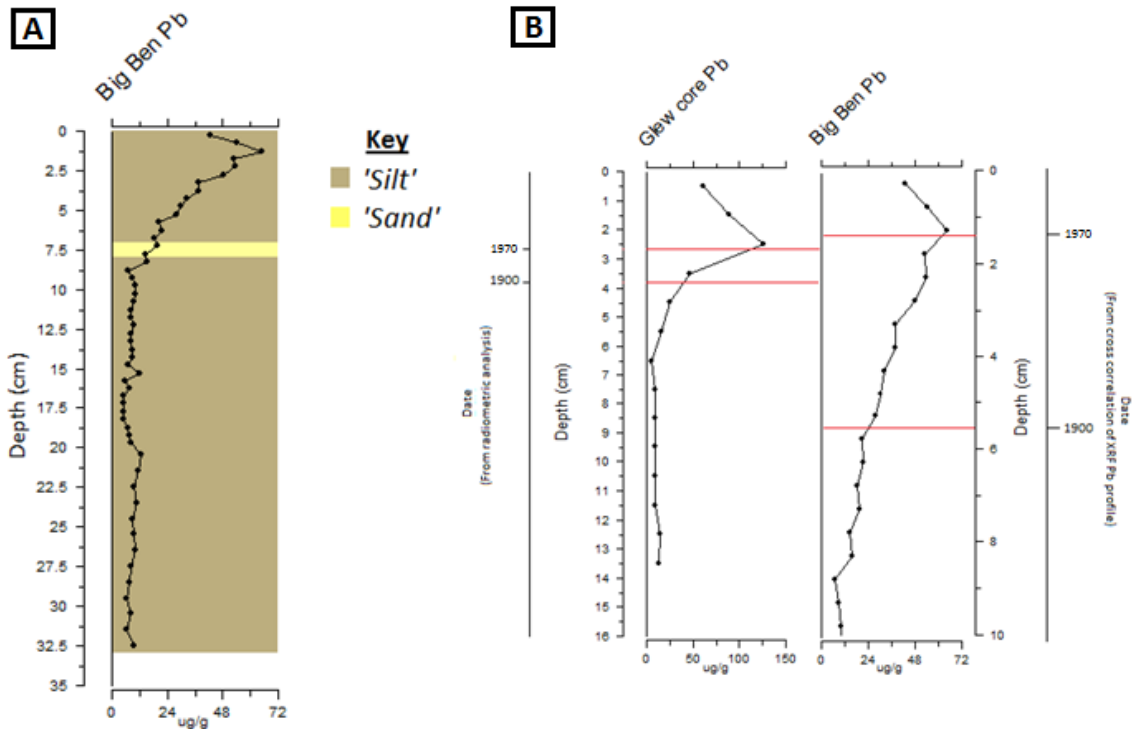 A
Big Ben Pb
0
2.5
5
7.5
10
12.5
15
17.5
20
22.5
25
27.5
30
32.5
35
Depth (cm)
0 24 48 72
ug/g
Key
'Silt'
'Sand'
B
Glew core Pb
Big Ben Pb
1970
1900
Date
(From radiometric analysis)
Depth (cm)
0
1
2
3
4
5
6
7
8
9
10
11
12
13
14
15
16
0 50 100 150
ug/g
0 24 48 72
ug/g
Depth (cm)
0
2
4
6
8
10
1970
1900
Date
(From cross correlation of XRF Pb profile)